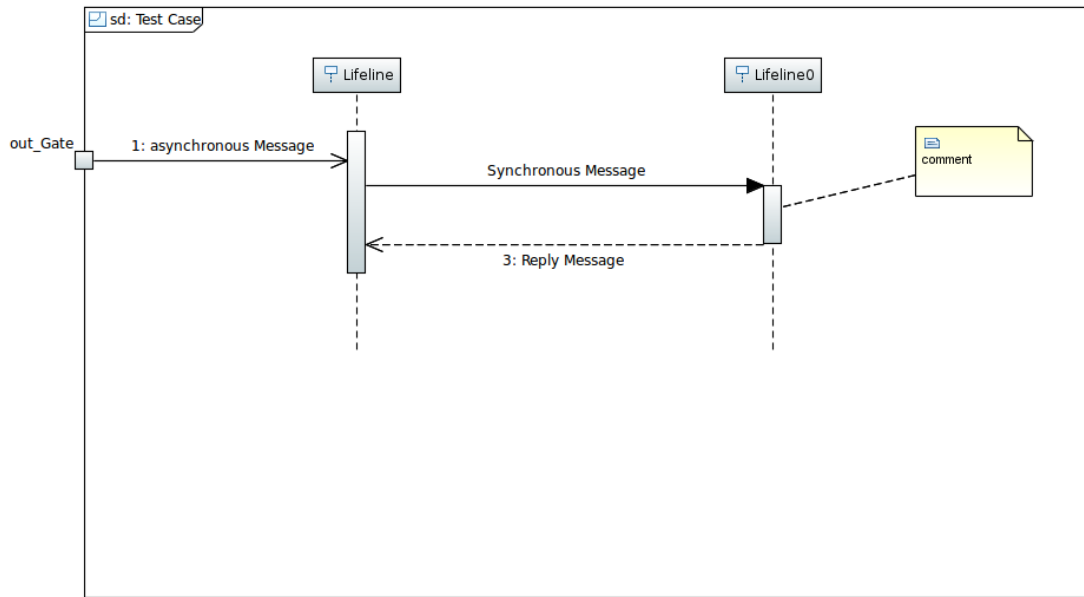 sd: Test Case
Lifeline
Lifeline0
out_Gate
1: asynchronous Message
Synchronous Message
comment
3: Reply Message